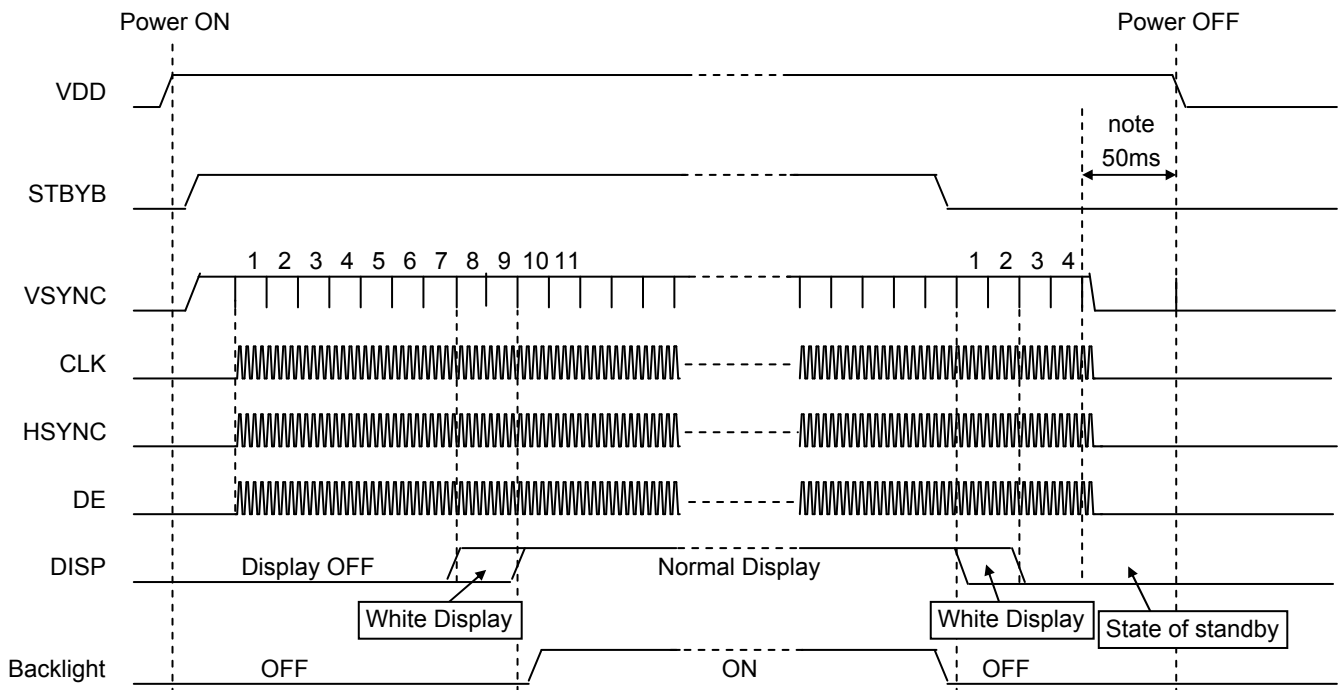 Power ON Power OFF
VDD
note
50ms
STBYB
1 2 3 4 5 6 7 8 9 10 11 1 2 3 4
VSYNC
CLK
HSYNC
DE
DISP Display OFF Normal Display
White Display White Display State of standby
Backlight OFF ON OFF